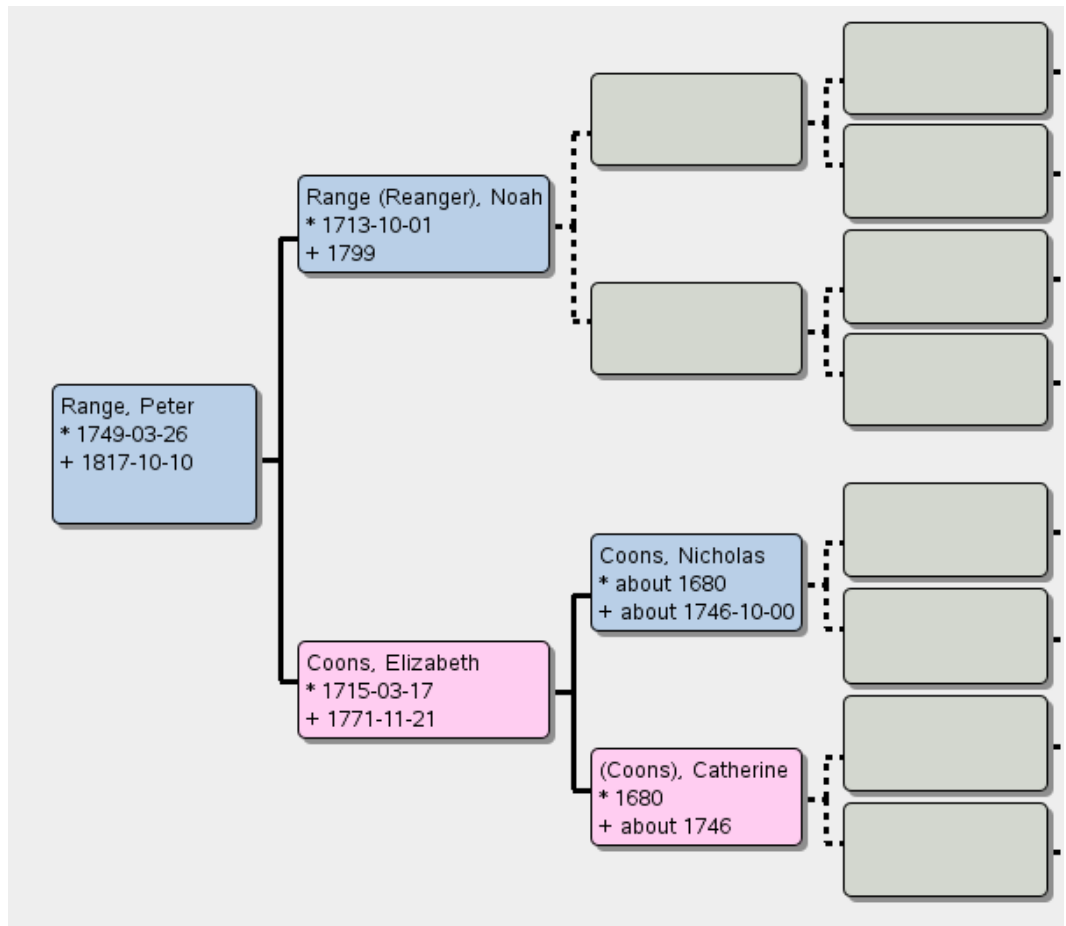 Range (Reanger), Noah
* 1713-10-01
+ 1799
Range, Peter
* 1749-03-26
+ 1817-10-10
Coons, Nicholas
* about 1680
+ about 1746-10-00
Coons, Elizabeth
* 1715-03-17
+ 1771-11-21
(Coons), Catherine
* 1680
+ about 1746